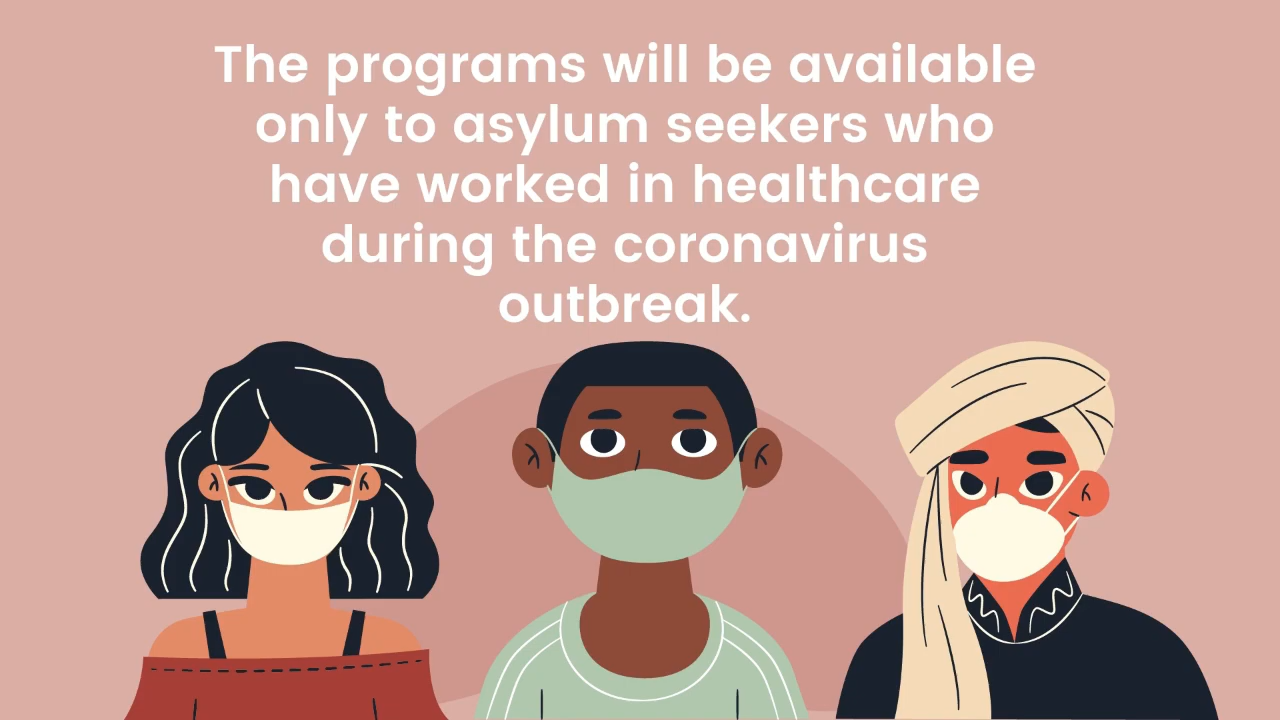 The programs will be available
only to asylum seekers who
have worked in healthcare
during the coronavirus
outbreak.